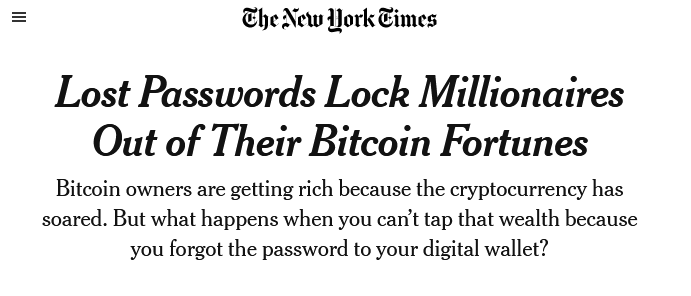 The New York Times
Lost Passwords Lock Millionaires
Out of Their Bitcoin Fortunes
Bitcoin owners are getting rich because the cryptocurrency has
soared. But what happens when you can’t tap that wealth because
you forgot the password to your digital wallet?